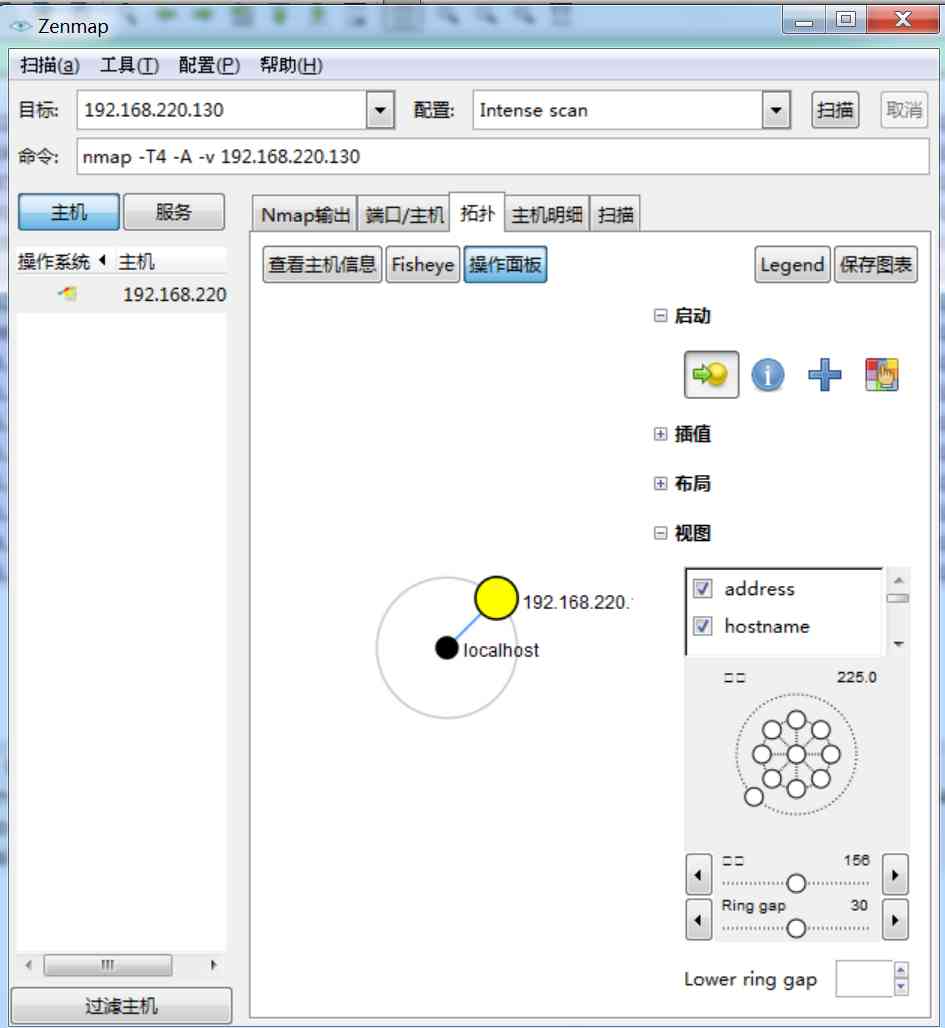 Zenmap
扫描(a) 工具(T) 配置(P) 帮助(H)
目标: 192.168.220.130 配置: Intense scan 扫描 取消
命令: nmap -T4 -A -v 192.168.220.130
主机 服务 Nmap输出 端口/主机 拓扑 主机明细 扫描
操作系统 主机 查看主机信息 Fisheye 操作面板 Legend 保存图表
192.168.220
启动
插值
布局
视图
address
192.168.220.
hostname
localhost
225.0
156
Ring gap 30
Lower ring gap
过滤主机